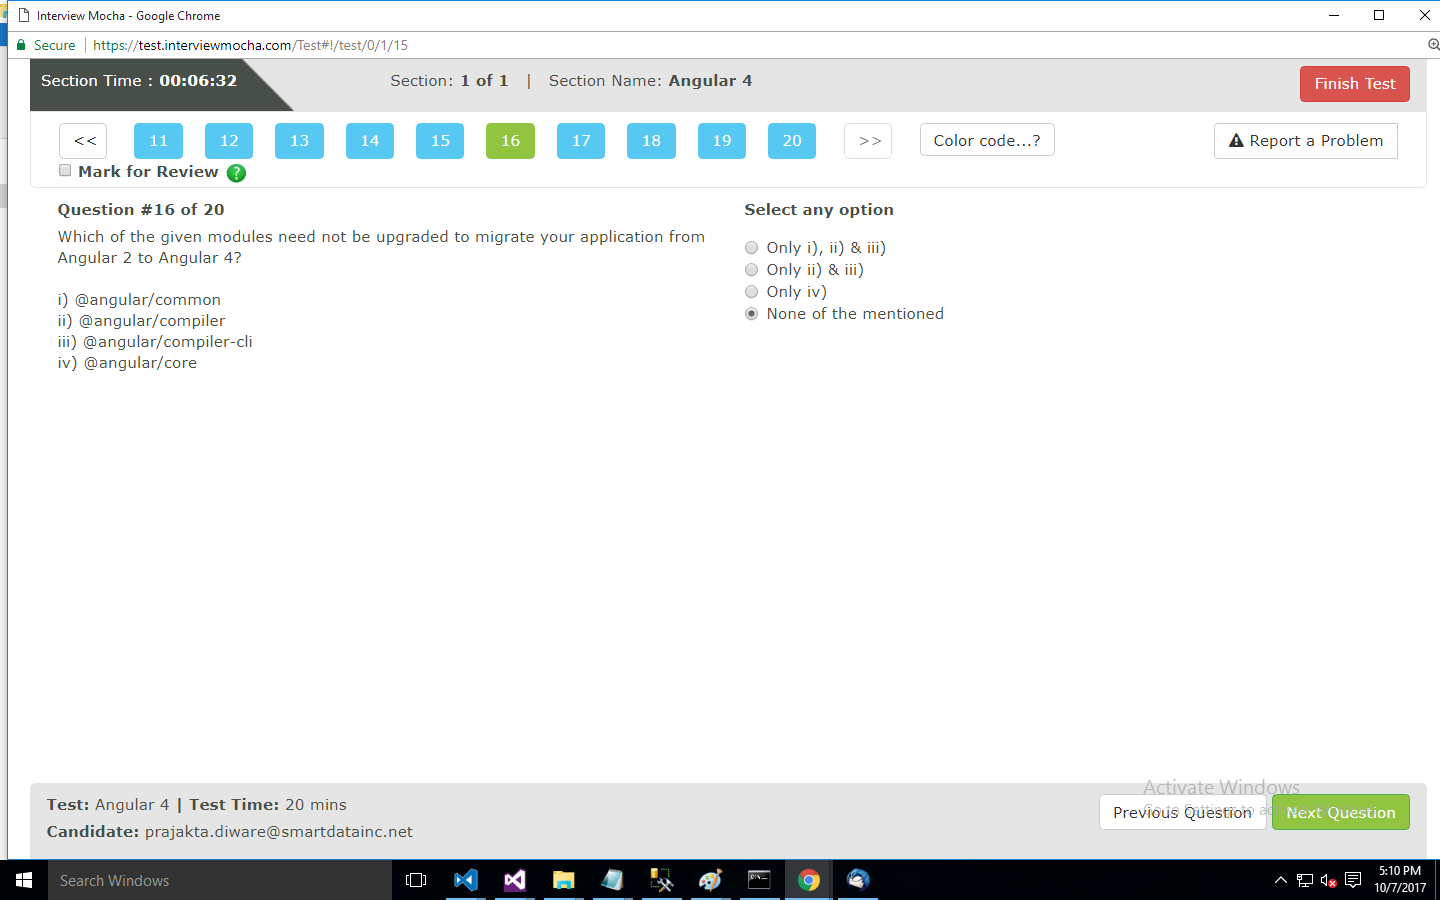 Interview Mocha - Google Chrome
Secure | https://test.interviewmocha.com/Test#!/test/0/1/15
Section Time : 00:06:32
Section: 1 of 1 | Section Name: Angular 4
Finish Test
<< 11 12 13 14 15 16 17 18 19 20 >> Color code...? Report a Problem
Mark for Review ?
Question #16 of 20
Which of the given modules need not be upgraded to migrate your application from
Angular 2 to Angular 4?
i) @angular/common
ii) @angular/compiler
iii) @angular/compiler-cli
iv) @angular/core
Select any option
Only i), ii) & iii)
Only ii) & iii)
Only iv)
None of the mentioned
Activate Windows
Go to Settings to
Test: Angular 4 | Test Time: 20 mins
Candidate: prajakta.diware@smartdatainc.net
Previous Question
Next Question
Search Windows
5:10 PM
10/7/2017